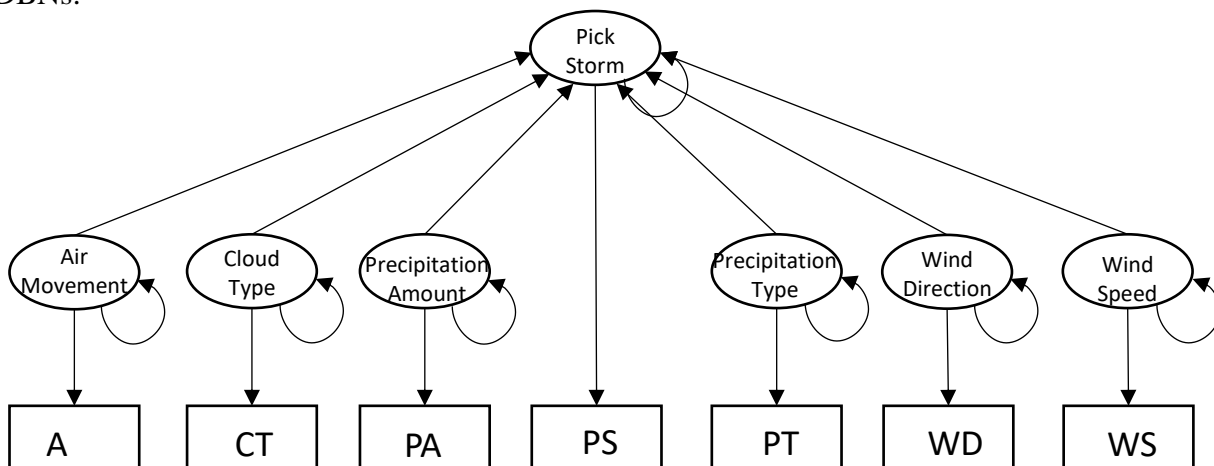 DBNs.
Pick
Storm
Air
Movement
Cloud
Type
Precipitation
Amount
Precipitation
Type
Wind
Direction
Wind
Speed
A
CT
PA
PS
PT
WD
WS